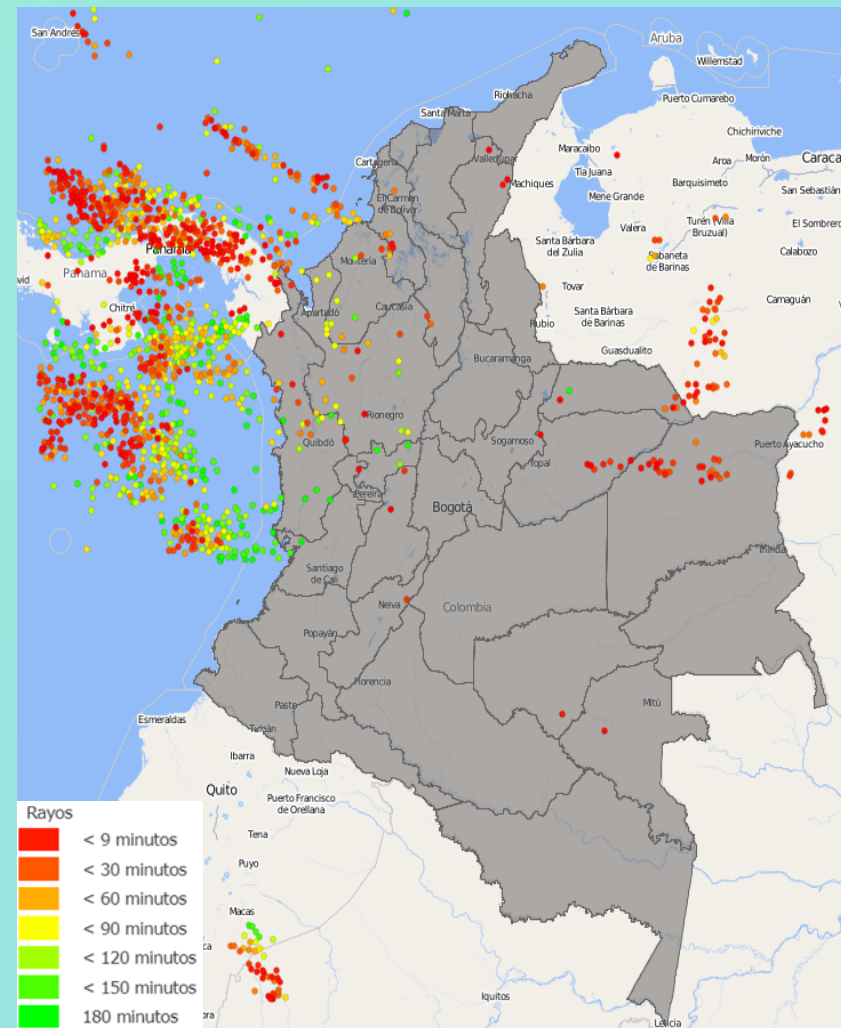 San Andrés
Aruba
Willemstad
Riohacha
Puerto Cumarebo
Santa Marta
Chichiriviche
Maracaibo
Cartagena
Valledupar
Tía Juana
Aroa
Morón
Caraca
Machiques
Barquisimeto
Mene Grande
San Sebastián
El Carmen
de Bolívar
Valera
Turén (Villa
Bruzual)
El Sombrero
Panamá
Santa Bárbara
del Zulia
Sabaneta
de Barinas
Calabozo
Montería
vid
Panama
Tovar
Camaguán
Chitré
Caucasia
Apartadó
Rubio
Santa Bárbara
de Barinas
Guasdualito
Bucaramanga
Rionegro
Quibdó
Sogamoso
Puerto Ayacucho
Yopal
Pereira
Bogotá
Inírida
Santiago
de Cali
Neiva
Colombia
Popayán
Florencia
Mitú
Pasto
Esmeraldas
Tulcán
Ibarra
Nueva Loja
Quito
Puerto Francisco
de Orellana
Rayos
< 9 minutos
Tena
< 30 minutos
Puyo
< 60 minutos
Macas
< 90 minutos
< 120 minutos
< 150 minutos
Iquitos
180 minutos
Leticia